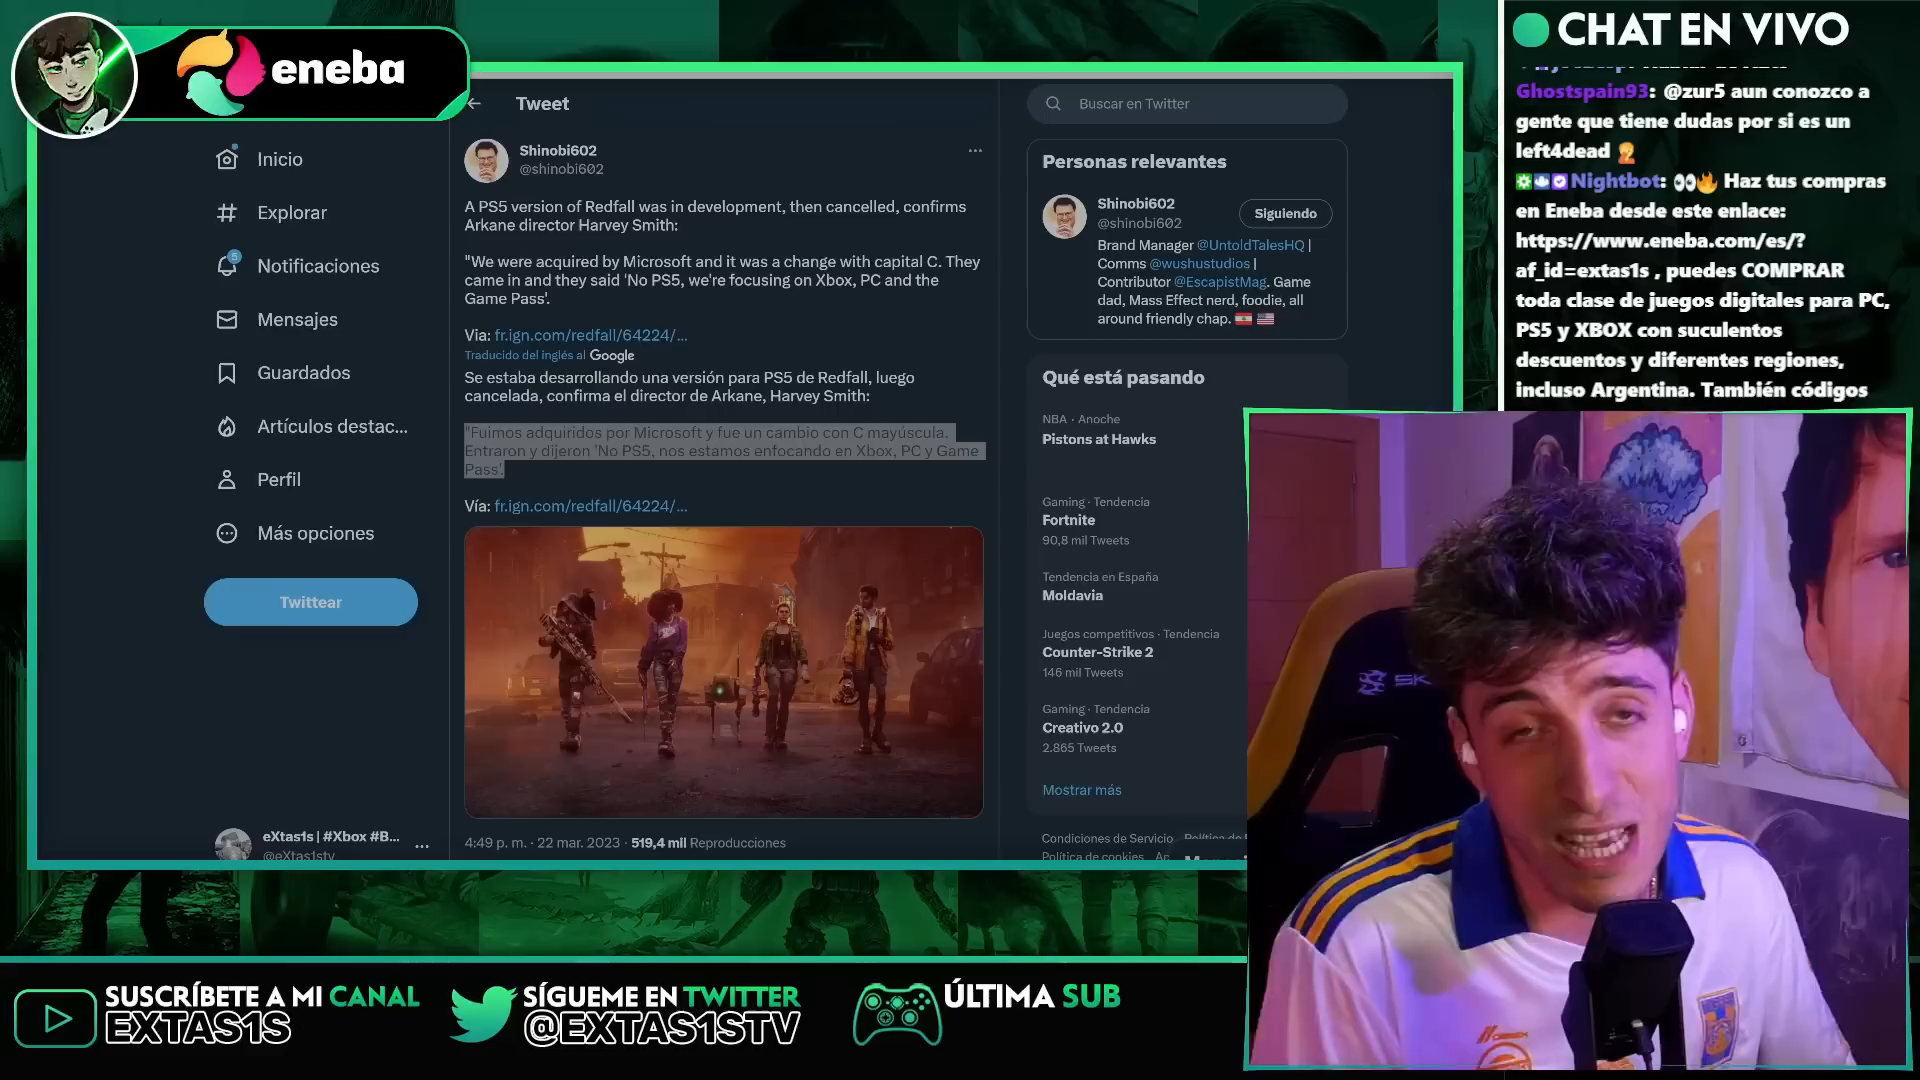 eneba
Inicio
Explorar
5
Notificaciones
Mensajes
Guardados
Artículos destac...
Perfil
Más opciones
Twittear
eXtas1s | #Xbox #B...
@eXtas1stv
Tweet
Shinobi602
@shinobi602
A PS5 version of Redfall was in development, then cancelled, confirms
Arkane director Harvey Smith:
"We were acquired by Microsoft and it was a change with capital C. They
came in and they said 'No PS5, we're focusing on Xbox, PC and the
Game Pass'.
Via: fr.ign.com/redfall/64224/...
Traducido del inglés al Google
Se estaba desarrollando una versión para PS5 de Redfall, luego
cancelada, confirma el director de Arkane, Harvey Smith:
"Fuimos adquiridos por Microsoft y fue un cambio con C mayúscula.
Entraron y dijeron 'No PS5, nos estamos enfocando en Xbox, PC y Game
Pass'.
Vía: fr.ign.com/redfall/64224/...
4:49 p. m. · 22 mar. 2023 · 519,4 mil Reproducciones
Buscar en Twitter
Personas relevantes
Shinobi602
@shinobi602
Siguiendo
Brand Manager @UntoldTalesHQ |
Comms @wushustudios |
Contributor @EscapistMag. Game
dad, Mass Effect nerd, foodie, all
around friendly chap.
Qué está pasando
NBA · Anoche
Pistons at Hawks
Gaming · Tendencia
Fortnite
90,8 mil Tweets
Tendencia en España
Moldavia
Juegos competitivos · Tendencia
Counter-Strike 2
146 mil Tweets
Gaming · Tendencia
Creativo 2.0
2.865 Tweets
Mostrar más
Condiciones de Servicio
Política de cookies
CHAT EN VIVO
Ghostspain93: @zur5 aun conozco a
gente que tiene dudas por si es un
left4dead
Nightbot: 👀🔥 Haz tus compras
en Eneba desde este enlace:
https://www.eneba.com/es/?
af_id=extas1s , puedes COMPRAR
toda clase de juegos digitales para PC,
PS5 y XBOX con suculentos
descuentos y diferentes regiones,
incluso Argentina. También códigos
SK
SUSCRÍBETE A MI CANAL
EXTAS1S
SÍGUEME EN TWITTER
@EXTAS1STV
ÚLTIMA SUB